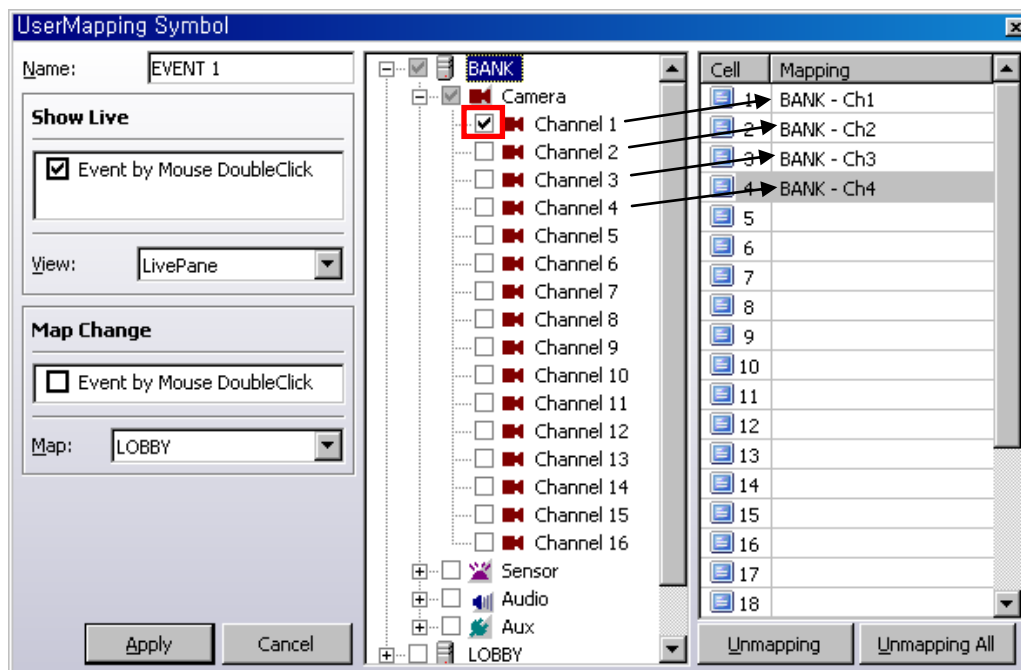 UserMapping Symbol
Name: EVENT 1
Show Live
Event by Mouse DoubleClick
View: LivePane
Map Change
Event by Mouse DoubleClick
Map: LOBBY
Apply Cancel
BANK
Camera
Channel 1
Channel 2
Channel 3
Channel 4
Channel 5
Channel 6
Channel 7
Channel 8
Channel 9
Channel 10
Channel 11
Channel 12
Channel 13
Channel 14
Channel 15
Channel 16
Sensor
Audio
Aux
LOBBY
Cell Mapping
1 BANK - Ch1
2 BANK - Ch2
3 BANK - Ch3
4 BANK - Ch4
5
6
7
8
9
10
11
12
13
14
15
16
17
18
Unmapping Unmapping All